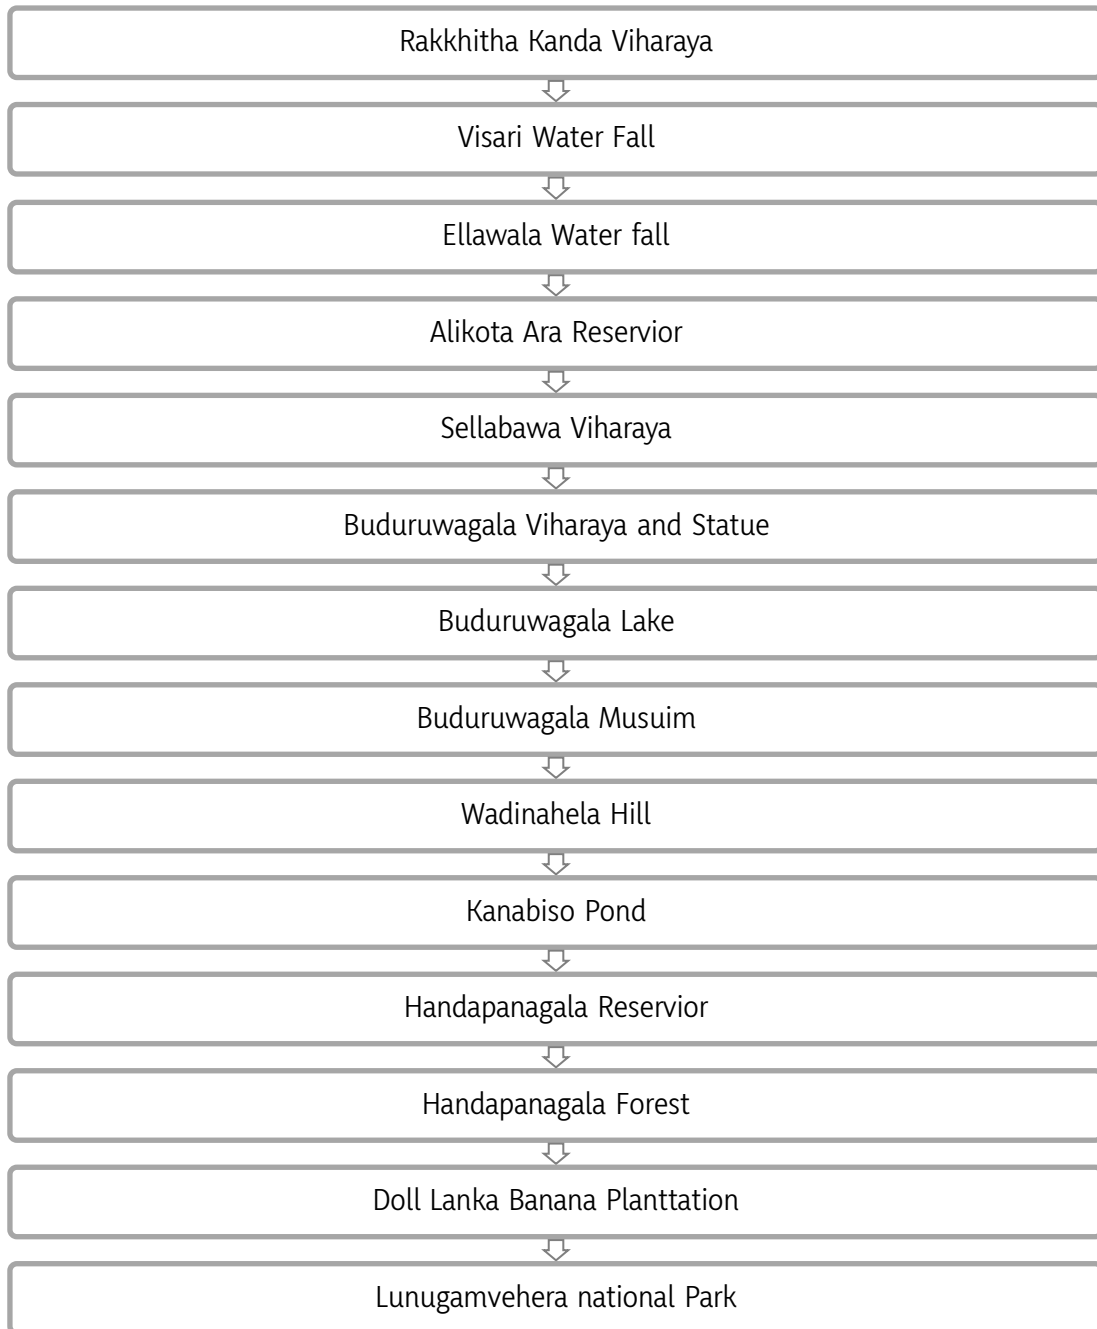 Rakkhitha Kanda Viharaya
Visari Water Fall
Ellawala Water fall
Alikota Ara Reservior
Sellabawa Viharaya
Buduruwagala Viharaya and Statue
Buduruwagala Lake
Buduruwagala Musuim
Wadinahela Hill
Kanabiso Pond
Handapanagala Reservior
Handapanagala Forest
Doll Lanka Banana Planttation
Lunugamvehera national Park